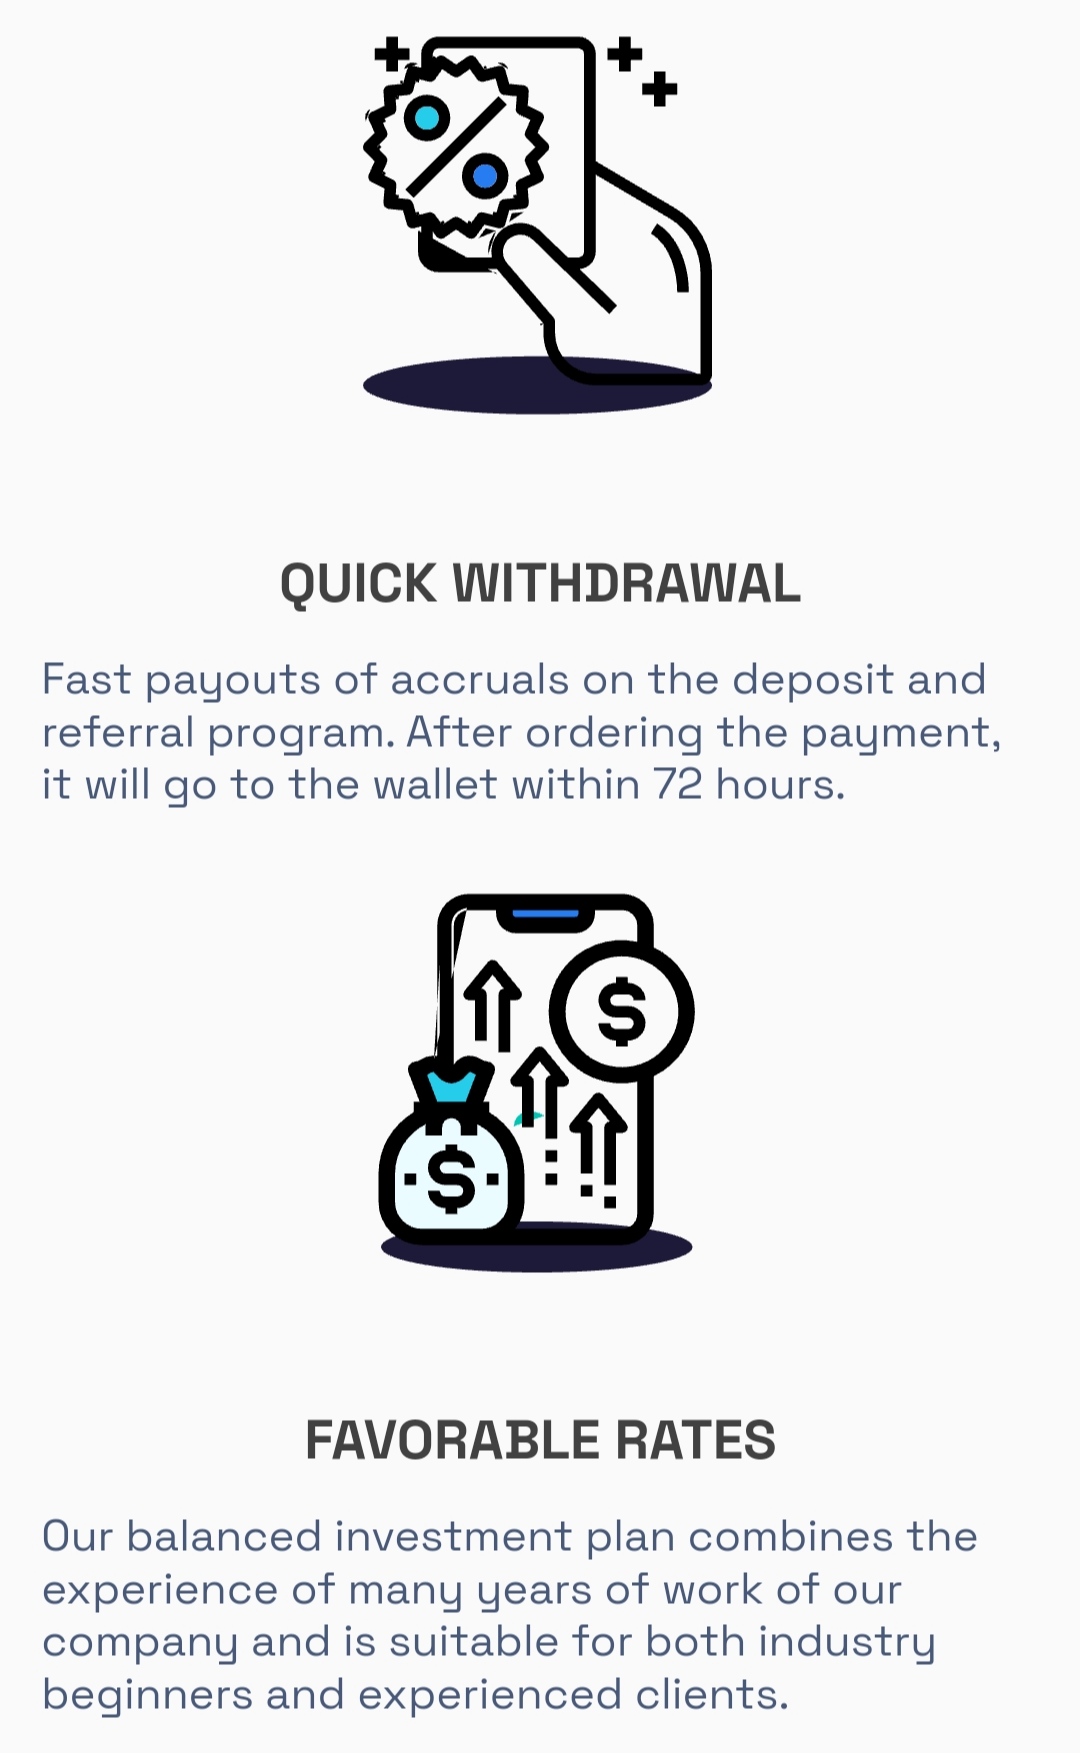 QUICK WITHDRAWAL
Fast payouts of accruals on the deposit and
referral program. After ordering the payment,
it will go to the wallet within 72 hours.
$
$
FAVORABLE RATES
Our balanced investment plan combines the
experience of many years of work of our
company and is suitable for both industry
beginners and experienced clients.